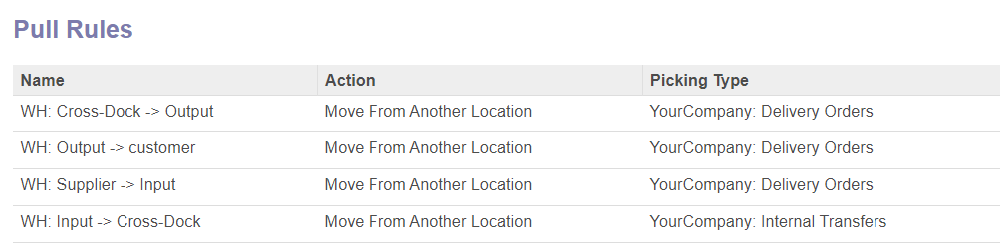 Pull Rules
Name Action Picking Type
WH: Cross-Dock -> Output Move From Another Location YourCompany: Delivery Orders
WH: Output -> customer Move From Another Location YourCompany: Delivery Orders
WH: Supplier -> Input Move From Another Location YourCompany: Delivery Orders
WH: Input -> Cross-Dock Move From Another Location YourCompany: Internal Transfers